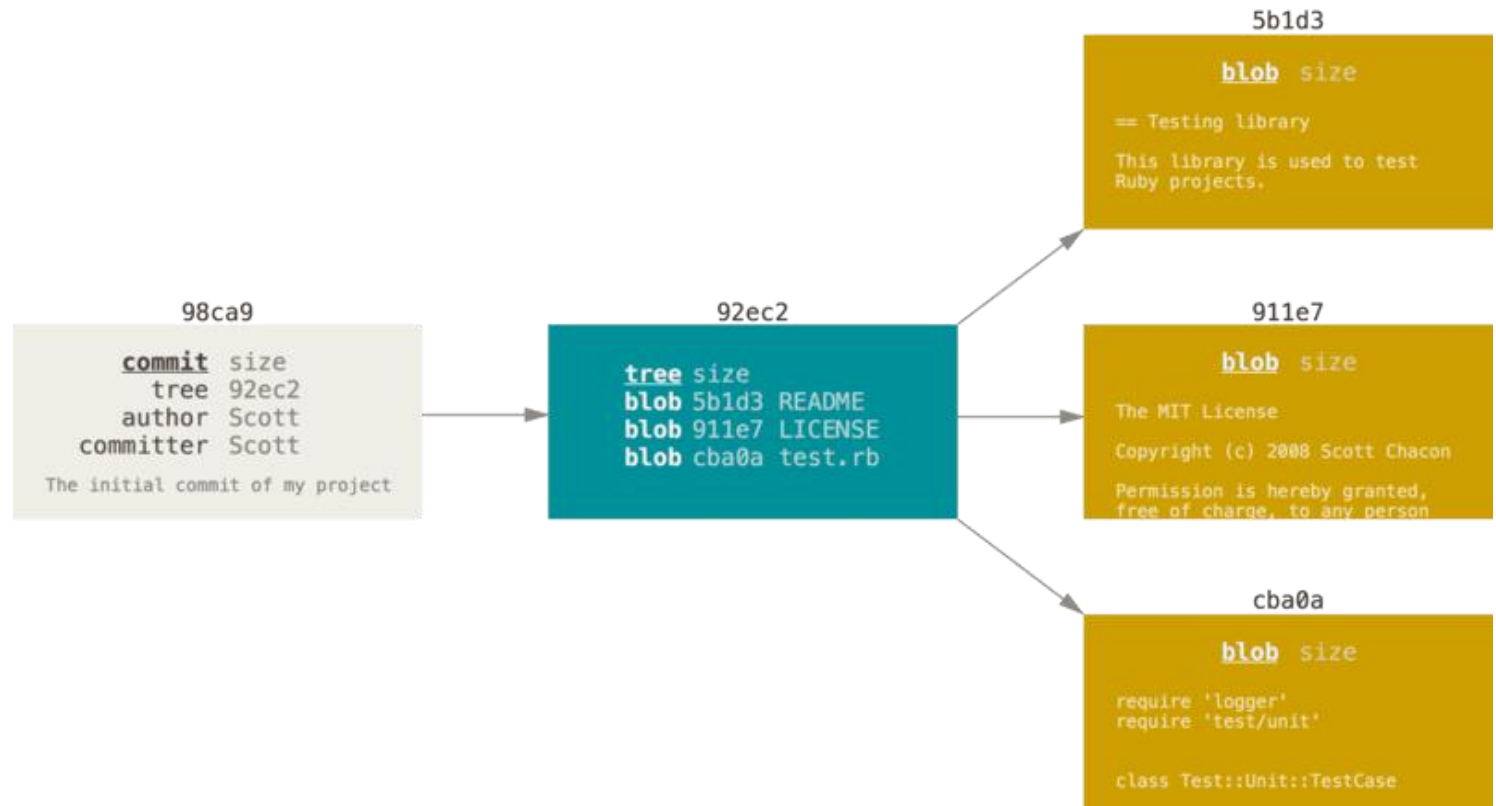 98ca9
commit size
tree 92ec2
author Scott
committer Scott
The initial commit of my project
92ec2
tree size
blob 5b1d3 README
blob 911e7 LICENSE
blob cba0a test.rb
5b1d3
blob size
== Testing library
This library is used to test
Ruby projects.
911e7
blob size
The MIT License
Copyright (c) 2008 Scott Chacon
Permission is hereby granted,
free of charge, to any person
cba0a
blob size
require 'logger'
require 'test/unit'
class Test::Unit::TestCase